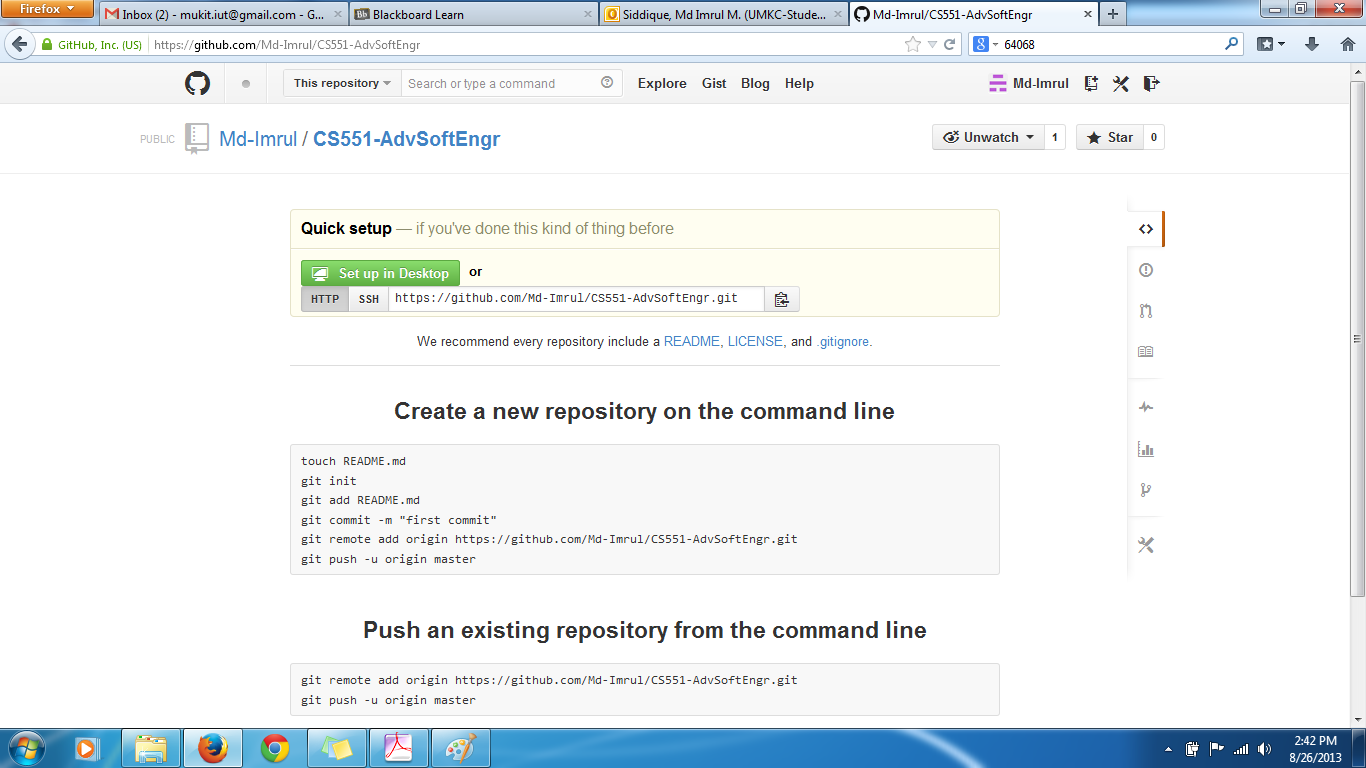 Firefox
Inbox (2) - mukit.iut@gmail.com - G...
Blackboard Learn
Siddique, Md Imrul M. (UMKC-Stude...
Md-Imrul/CS551-AdvSoftEngr
GitHub, Inc. (US)
https://github.com/Md-Imrul/CS551-AdvSoftEngr
64068
This repository
Search or type a command
Explore
Gist
Blog
Help
Md-Imrul
PUBLIC
Md-Imrul / CS551-AdvSoftEngr
Unwatch
1
Star
0
Quick setup — if you've done this kind of thing before
Set up in Desktop or
HTTP SSH https://github.com/Md-Imrul/CS551-AdvSoftEngr.git
We recommend every repository include a README, LICENSE, and .gitignore.
Create a new repository on the command line
touch README.md
git init
git add README.md
git commit -m "first commit"
git remote add origin https://github.com/Md-Imrul/CS551-AdvSoftEngr.git
git push -u origin master
Push an existing repository from the command line
git remote add origin https://github.com/Md-Imrul/CS551-AdvSoftEngr.git
git push -u origin master
2:42 PM
8/26/2013